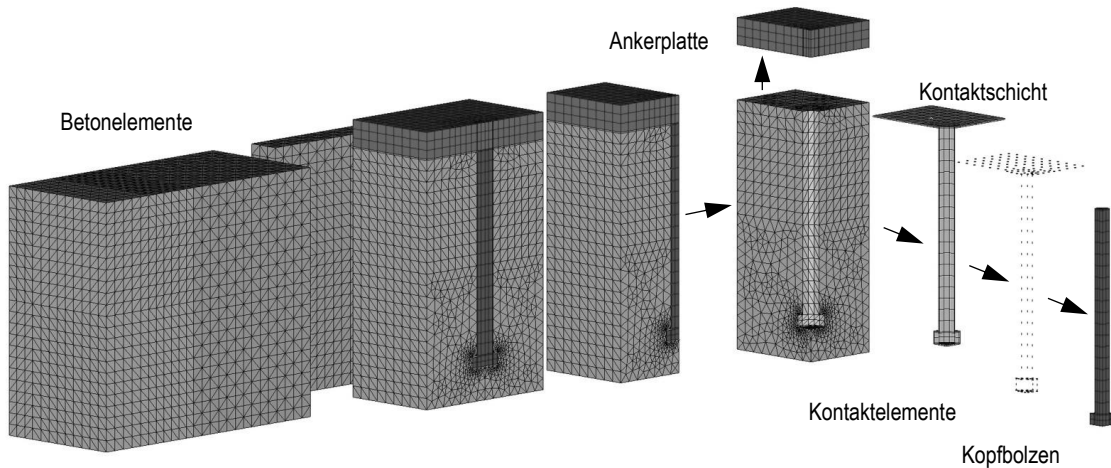 Ankerplatte
Kontaktschicht
Betonelemente
Kontaktelemente
Kopfbolzen